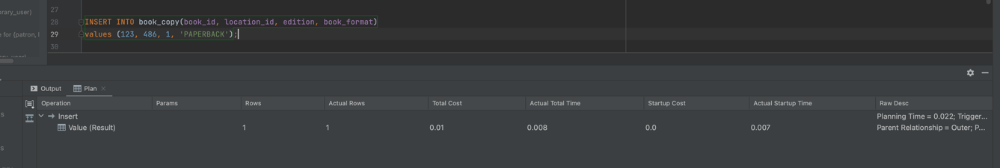 27
rary_user)
28 INSERT INTO book_copy(book_id, location_id, edition, book_format)
e for {patron, l
29 values (123, 486, 1, 'PAPERBACK');
30
Output Plan
Operation Params Rows Actual Rows Total Cost Actual Total Time Startup Cost Actual Startup Time Raw Desc
Insert Planning Time = 0.022; Trigger...
Value (Result) 1 1 0.01 0.008 0.0 0.007 Parent Relationship = Outer; P...